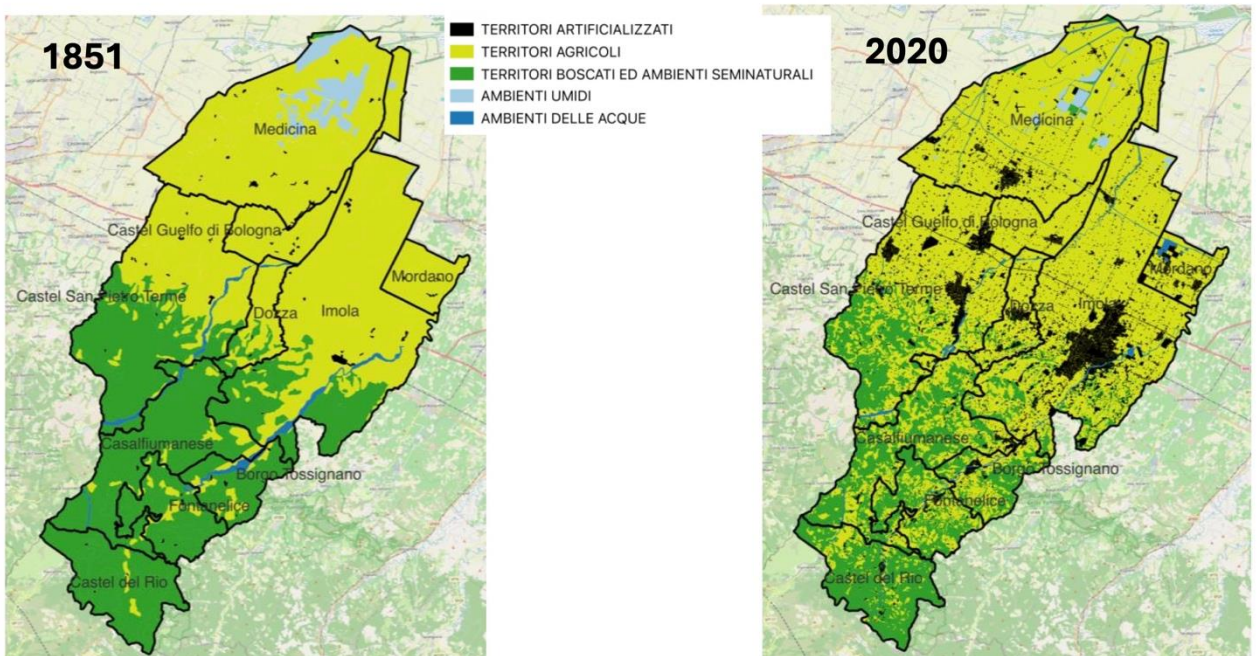 1851
TERRITORI ARTIFICIALIZZATI
TERRITORI AGRICOLI
TERRITORI BOSCATI ED AMBIENTI SEMINATURALI
AMBIENTI UMIDI
AMBIENTI DELLE ACQUE
Medicina
Castel Guelfo di Bologna
Mordano
Castel San Pietro Terme
Dozza
Imola
Casalfiumanese
Borgo Tossignano
Fontanelice
Castel del Rio
2020
Medicina
Castel Guelfo di Bologna
Mordano
Castel San Pietro Terme
Dozza
Imola
Casalfiumanese
Borgo Tossignano
Fontanelice
Castel del Rio